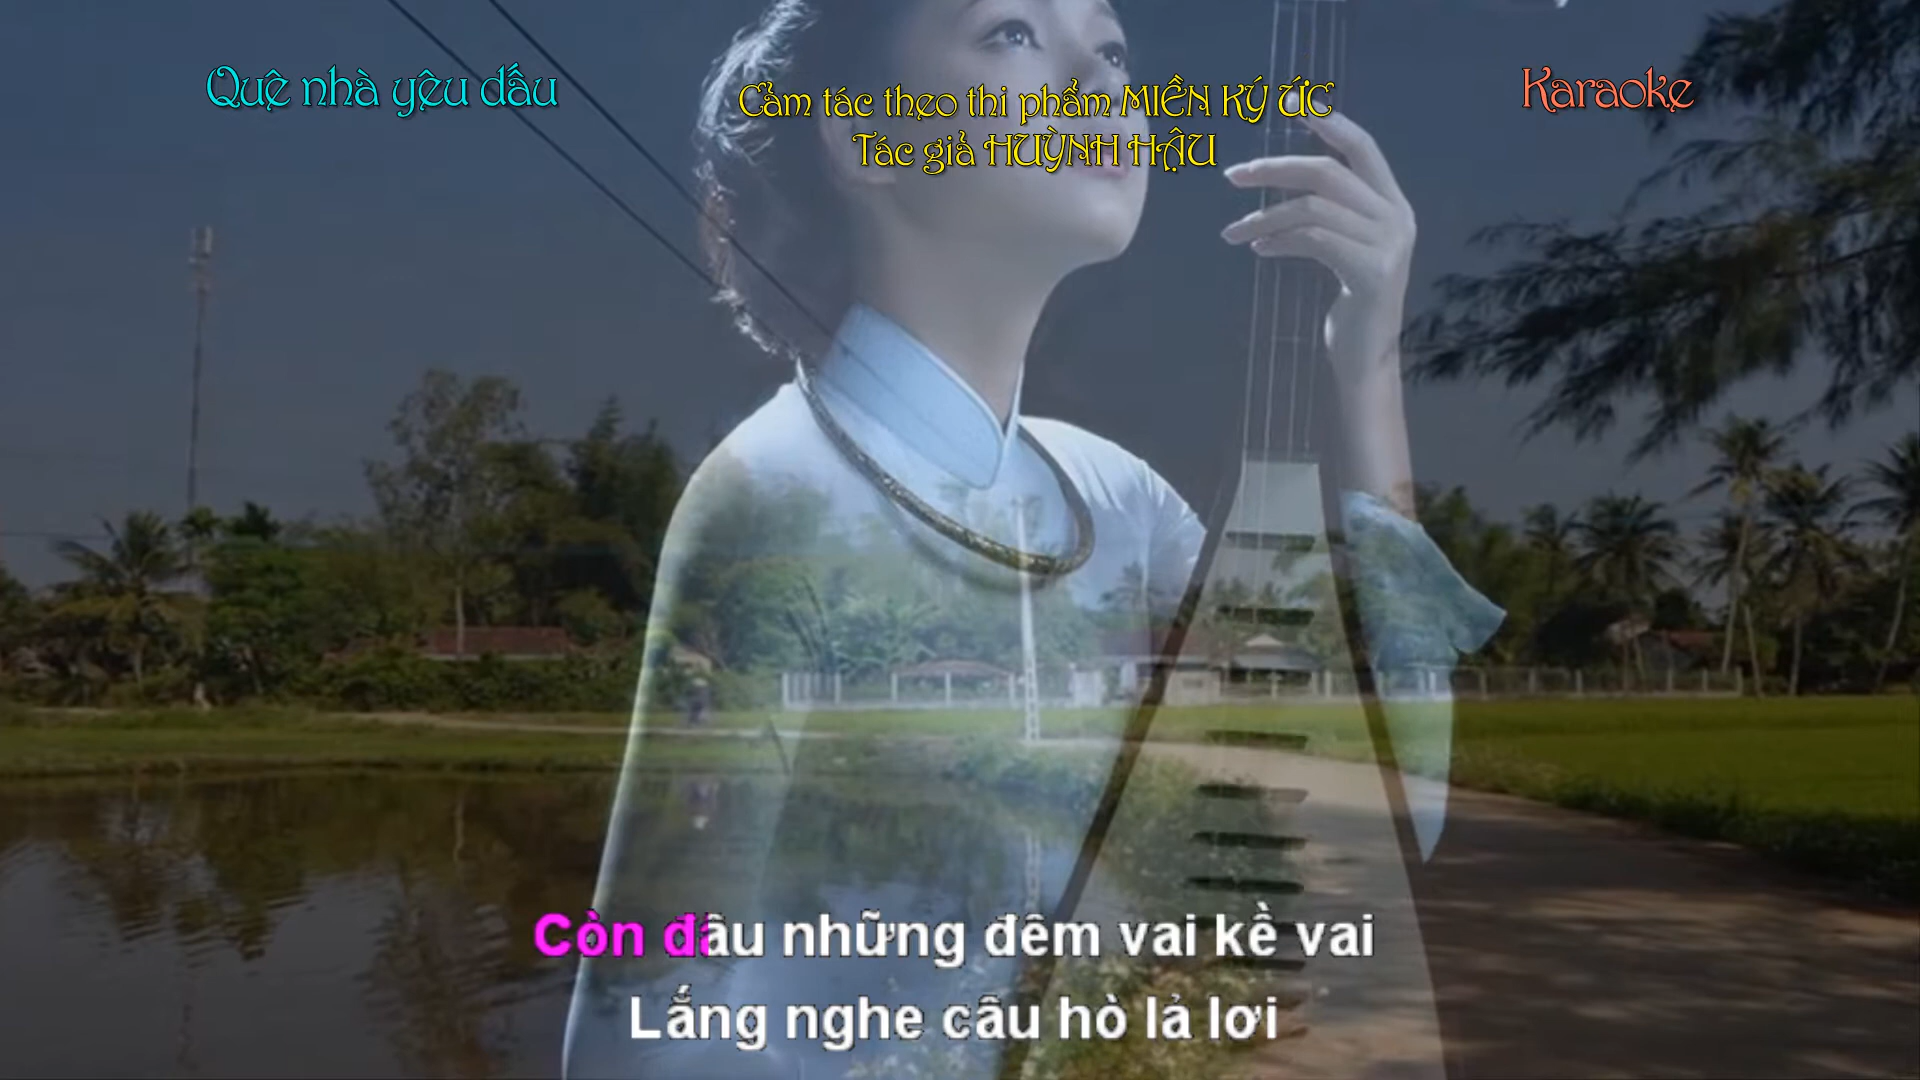 Quê nhà yêu dấu
Cảm tác theo thi phẩm MIỀN KÝ ỨC
Tác giả HUỲNH HẬU
Karaoke
Còn đâu những đêm vai kề vai
Lắng nghe câu hò lả lơi